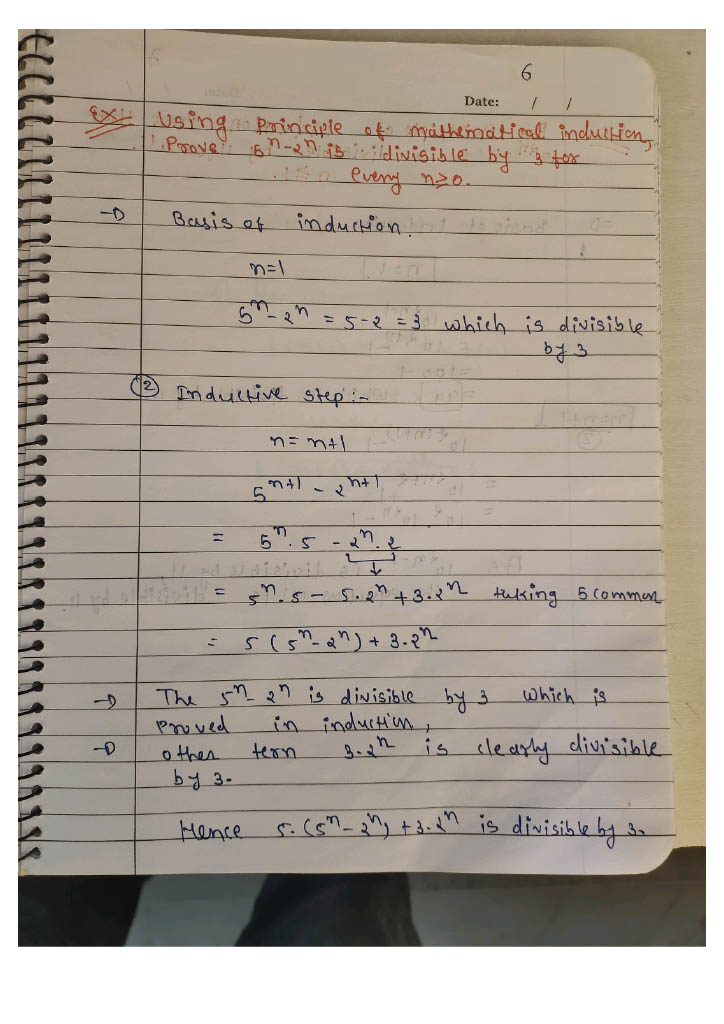 6
Date: / /
Ex Using Principle of mathematical induction,
Prove 5^n-2^n is divisible by 3 for
every n≥0.
→ Basis of induction.
n=1
5^n-2^n = 5-2 = 3 which is divisible
by 3
② Inductive step:-
n = n+1
5^n+1 - 2^n+1
= 5^n.5 - 2^n.2
= 5^n.5 - 5.2^n + 3.2^n taking 5 common
= 5 (5^n-2^n) + 3.2^n
→ The 5^n-2^n is divisible by 3 which is
proved in induction,
→ other term 3.2^n is clearly divisible
by 3.
Hence 5.(5^n-2^n) + 3.2^n is divisible by 3.